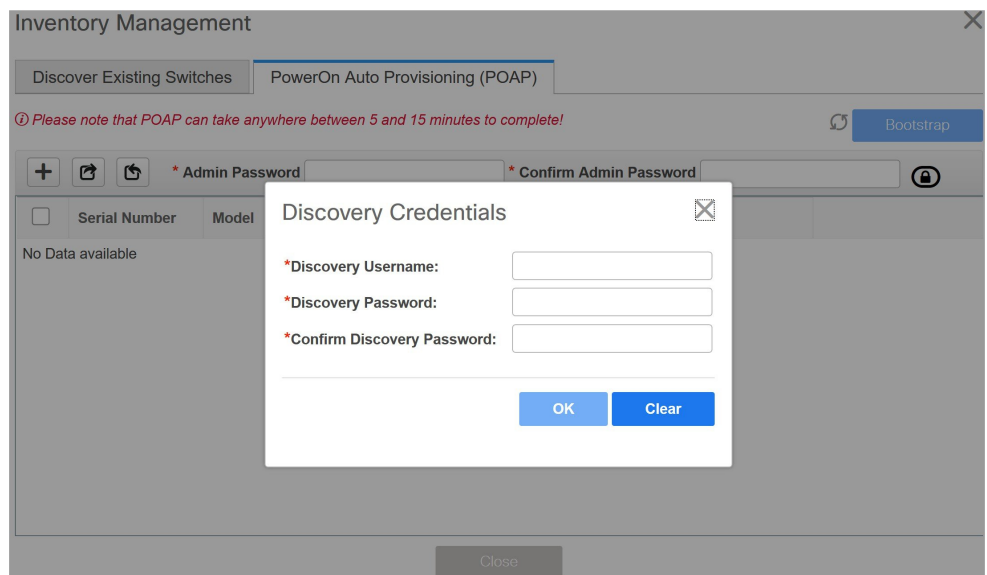 Inventory Management
Discover Existing Switches
PowerOn Auto Provisioning (POAP)
Please note that POAP can take anywhere between 5 and 15 minutes to complete!
Bootstrap
* Admin Password
* Confirm Admin Password
Serial Number
Model
No Data available
Discovery Credentials
*Discovery Username:
*Discovery Password:
*Confirm Discovery Password:
OK
Clear
Close